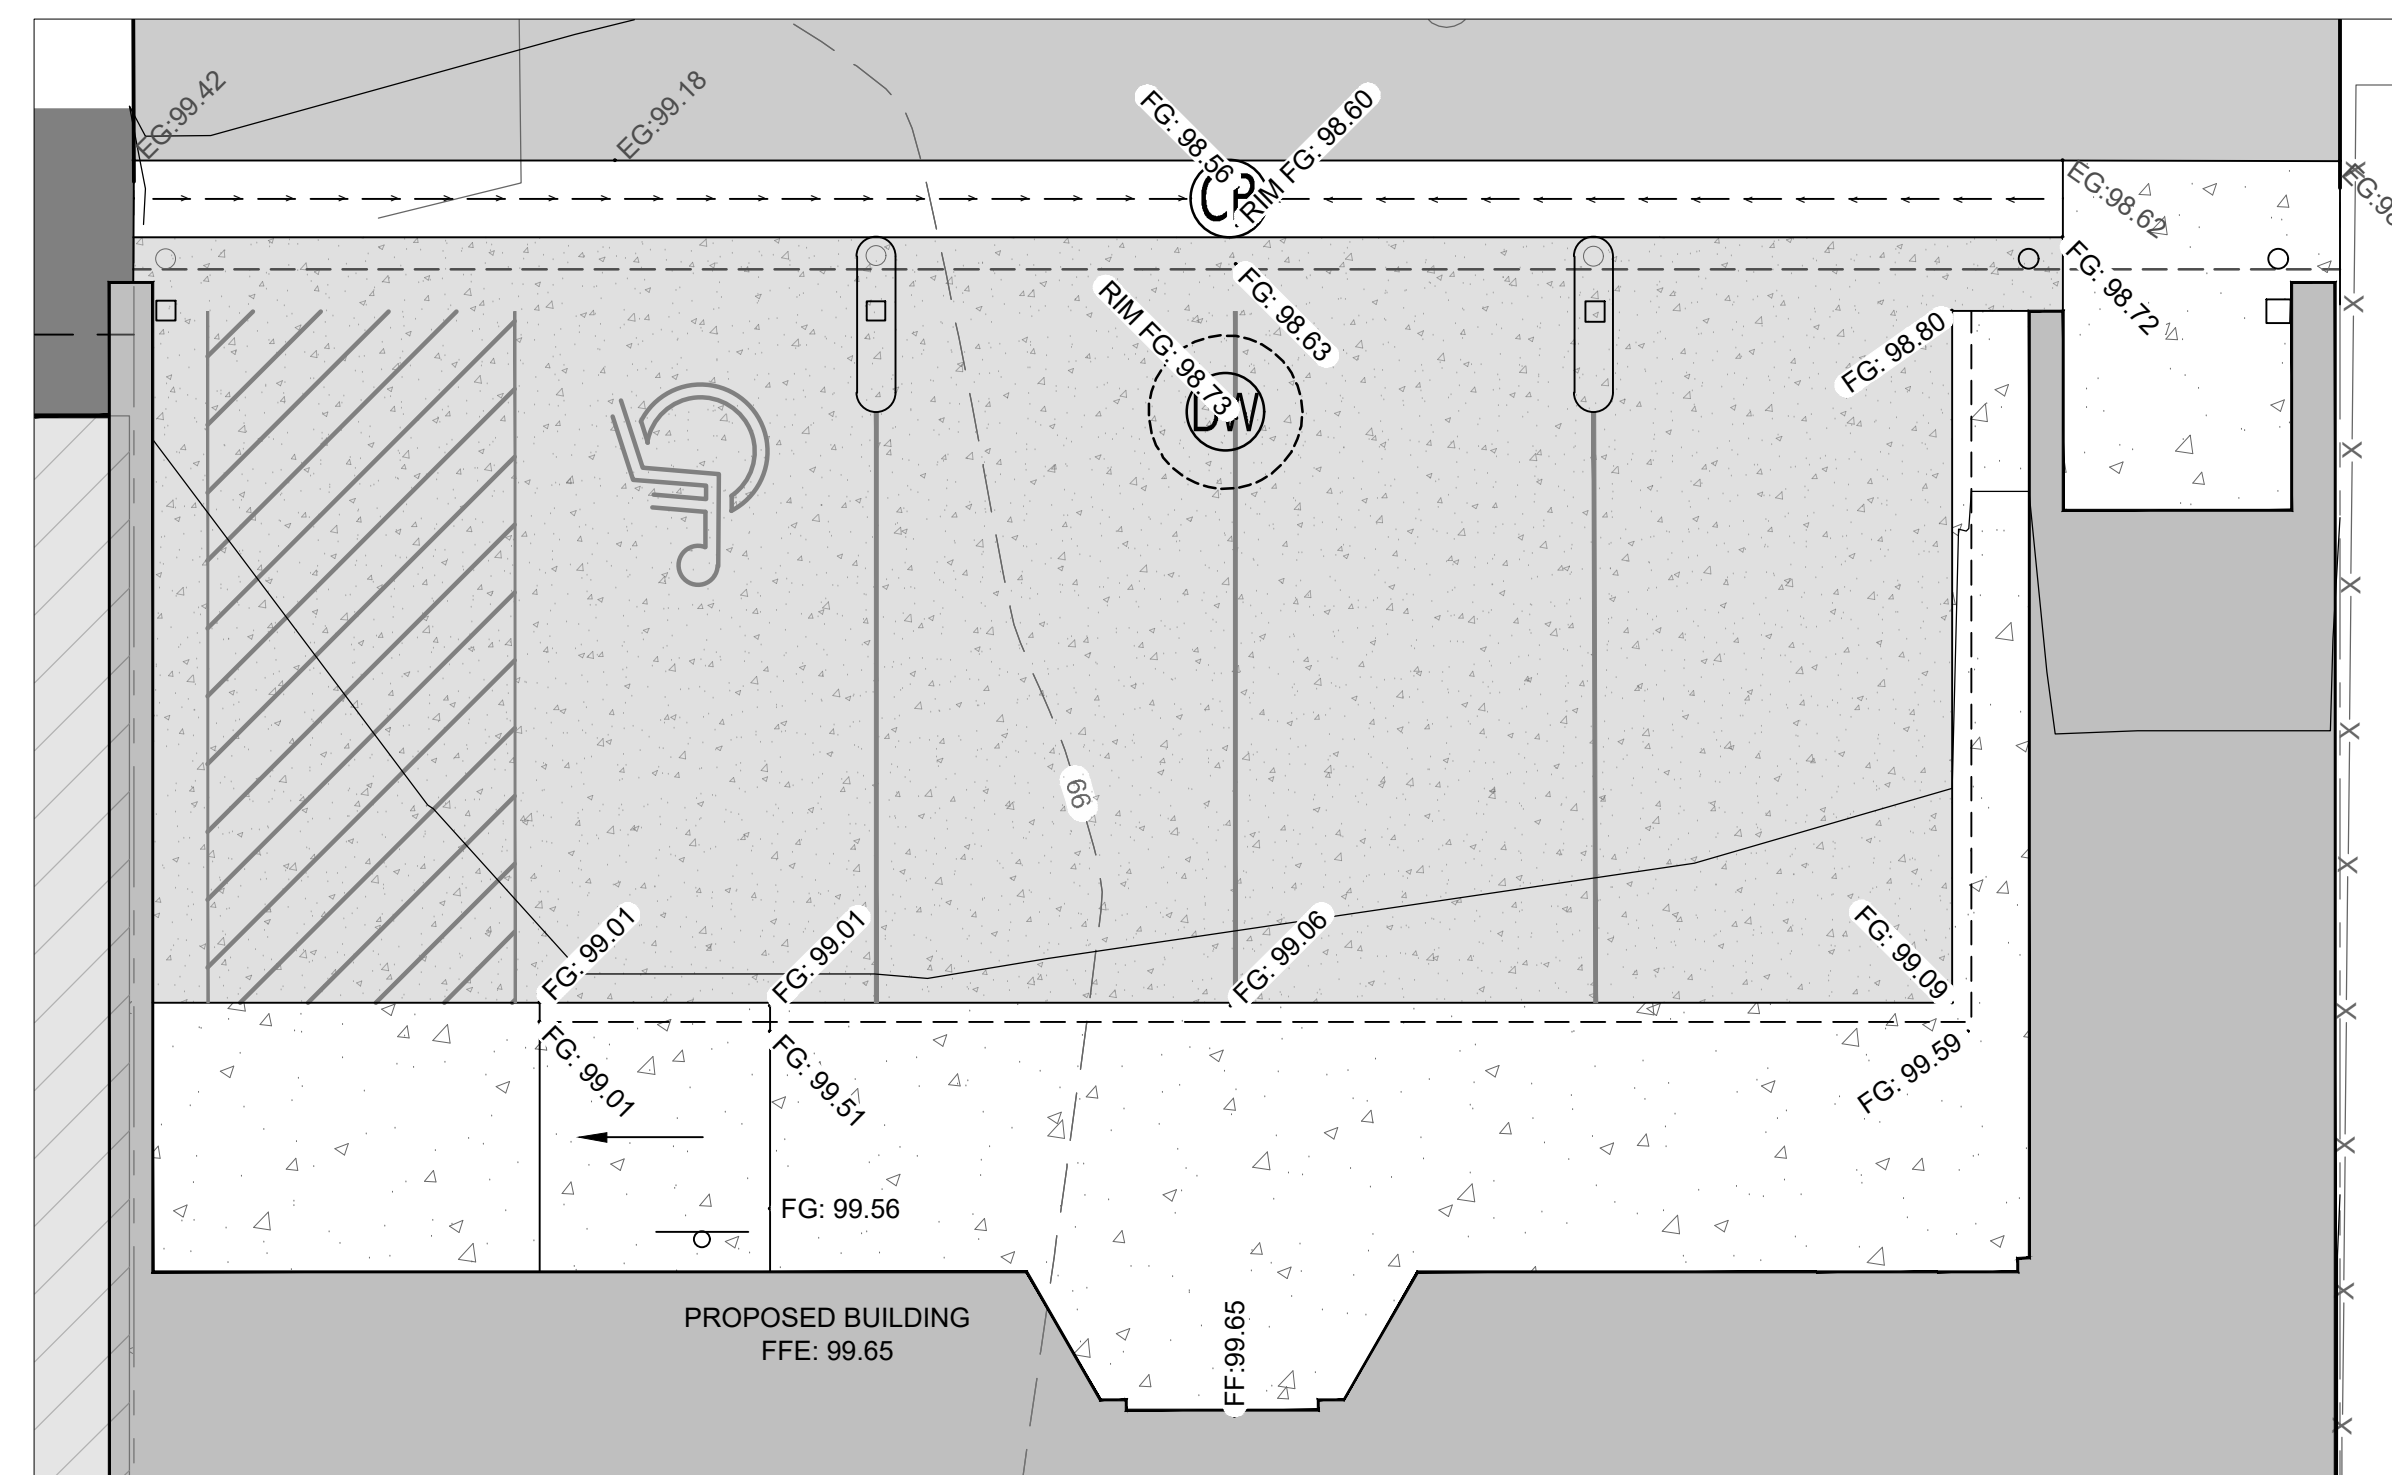 EG:99.42
EG:99.18
FG: 98.56
RIM FG: 98.60
CP
EG:98.62
FG: 98.72
FG: 98.63
RIM FG: 98.73
DW
FG: 98.80
99
FG: 99.01
FG: 99.01
FG: 99.06
FG: 99.09
FG: 99.01
FG: 99.51
FG: 99.59
FG: 99.56
PROPOSED BUILDING
FFE: 99.65
FF:99.65
X
X
X
X
X
X
X
X
X
X
X